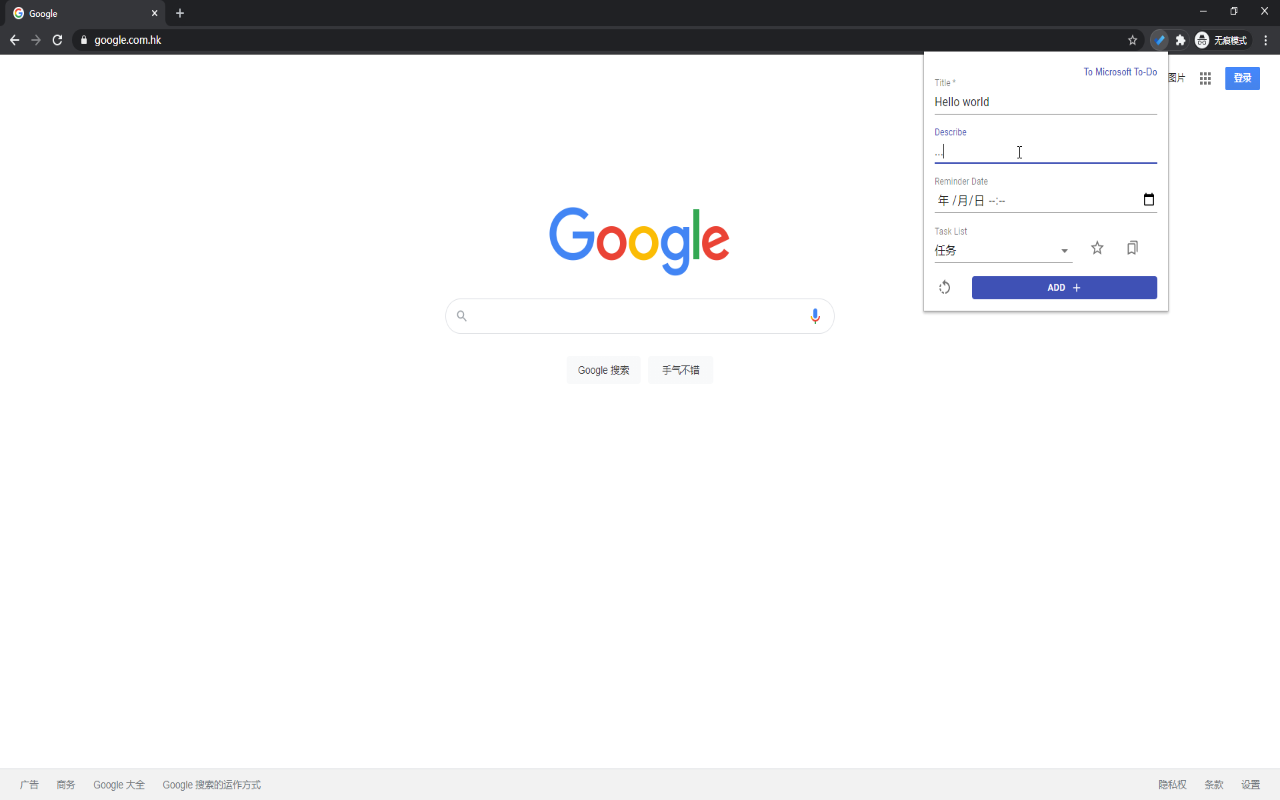 Google
google.com.hk
无痕模式
To Microsoft To-Do
图片
登录
Title *
Hello world
Describe
...
Reminder Date
年 /月/日 --:--
Task List
任务
ADD
Google
Google 搜索
手气不错
广告 商务 Google 大全 Google 搜索的运作方式
隐私权 条款 设置